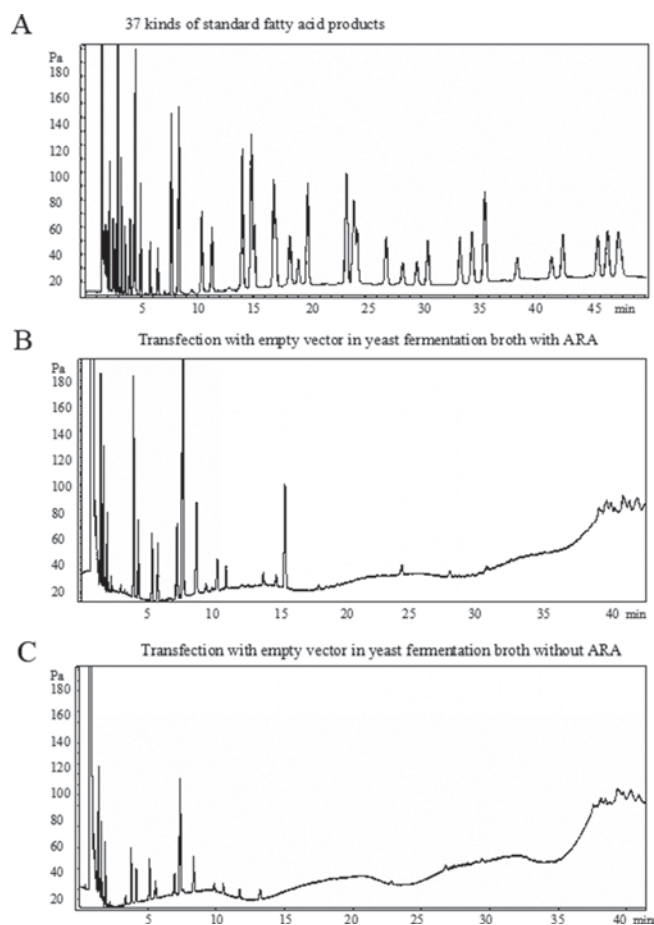 A
37 kinds of standard fatty acid products
Pa
180
160
140
120
100
80
60
40
20
5 10 15 20 25 30 35 40 45 min
B
Transfection with empty vector in yeast fermentation broth with ARA
Pa
180
160
140
120
100
80
60
40
20
5 10 15 20 25 30 35 40 min
C
Transfection with empty vector in yeast fermentation broth without ARA
Pa
180
160
140
120
100
80
60
40
20
5 10 15 20 25 30 35 40 min